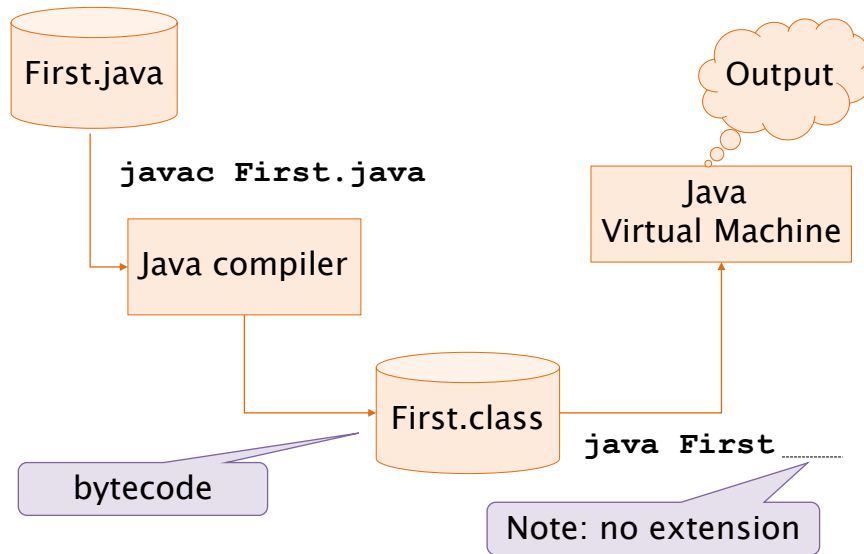 First.java
Output
javac First.java
Java
Virtual Machine
Java compiler
First.class
java First
bytecode
Note: no extension